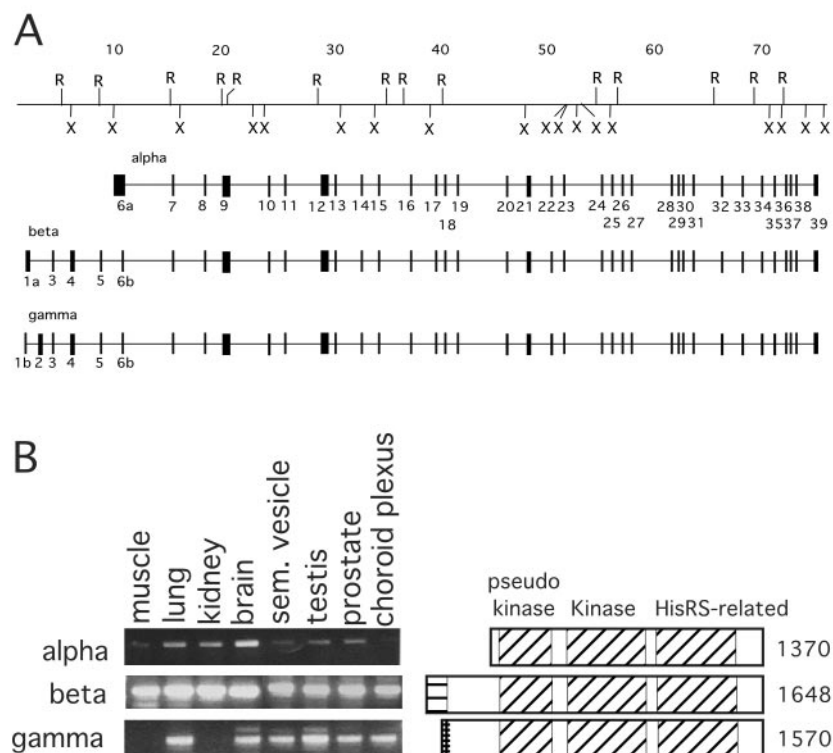 A
10 20 30 40 50 60 70
R R R R R R R R R R R R R R
X X X X X X X X X X X X X X X X X X
alpha
6a 7 8 9 10 11 12 13 14 15 16 17 19 20 21 22 23 24 26 28 30 32 33 34 36 38
18 25 27 29 31 35 37 39
beta
1a 3 4 5 6b
gamma
1b 2 3 4 5 6b
B
muscle
lung
kidney
brain
sem. vesicle
testis
prostate
choroid plexus
alpha
beta
gamma
pseudo
kinase Kinase HisRS-related
1370
1648
1570